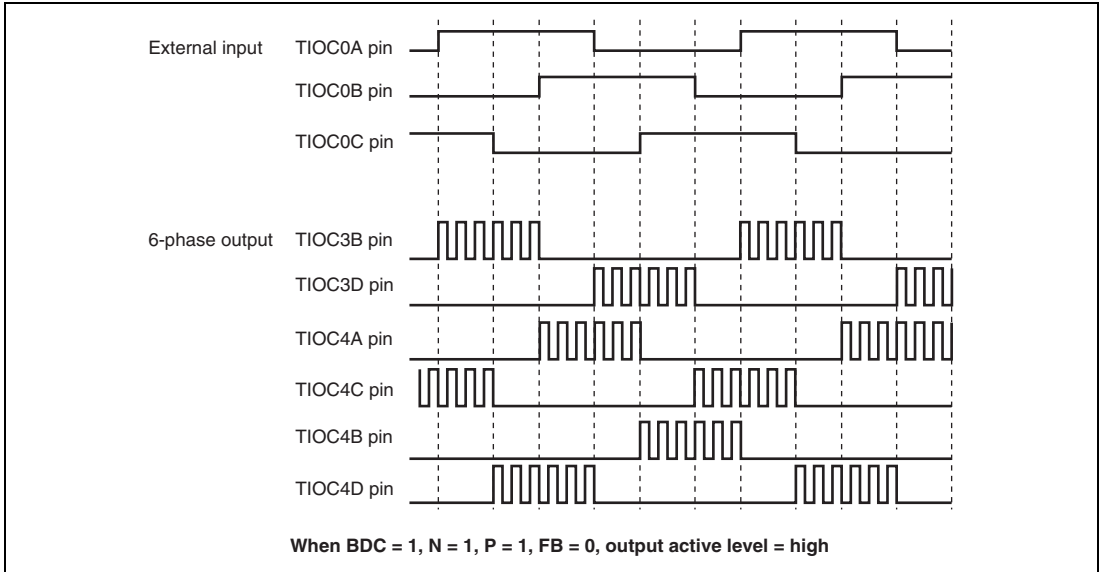 External input TIOC0A pin
TIOC0B pin
TIOC0C pin
6-phase output TIOC3B pin
TIOC3D pin
TIOC4A pin
TIOC4C pin
TIOC4B pin
TIOC4D pin
When BDC = 1, N = 1, P = 1, FB = 0, output active level = high